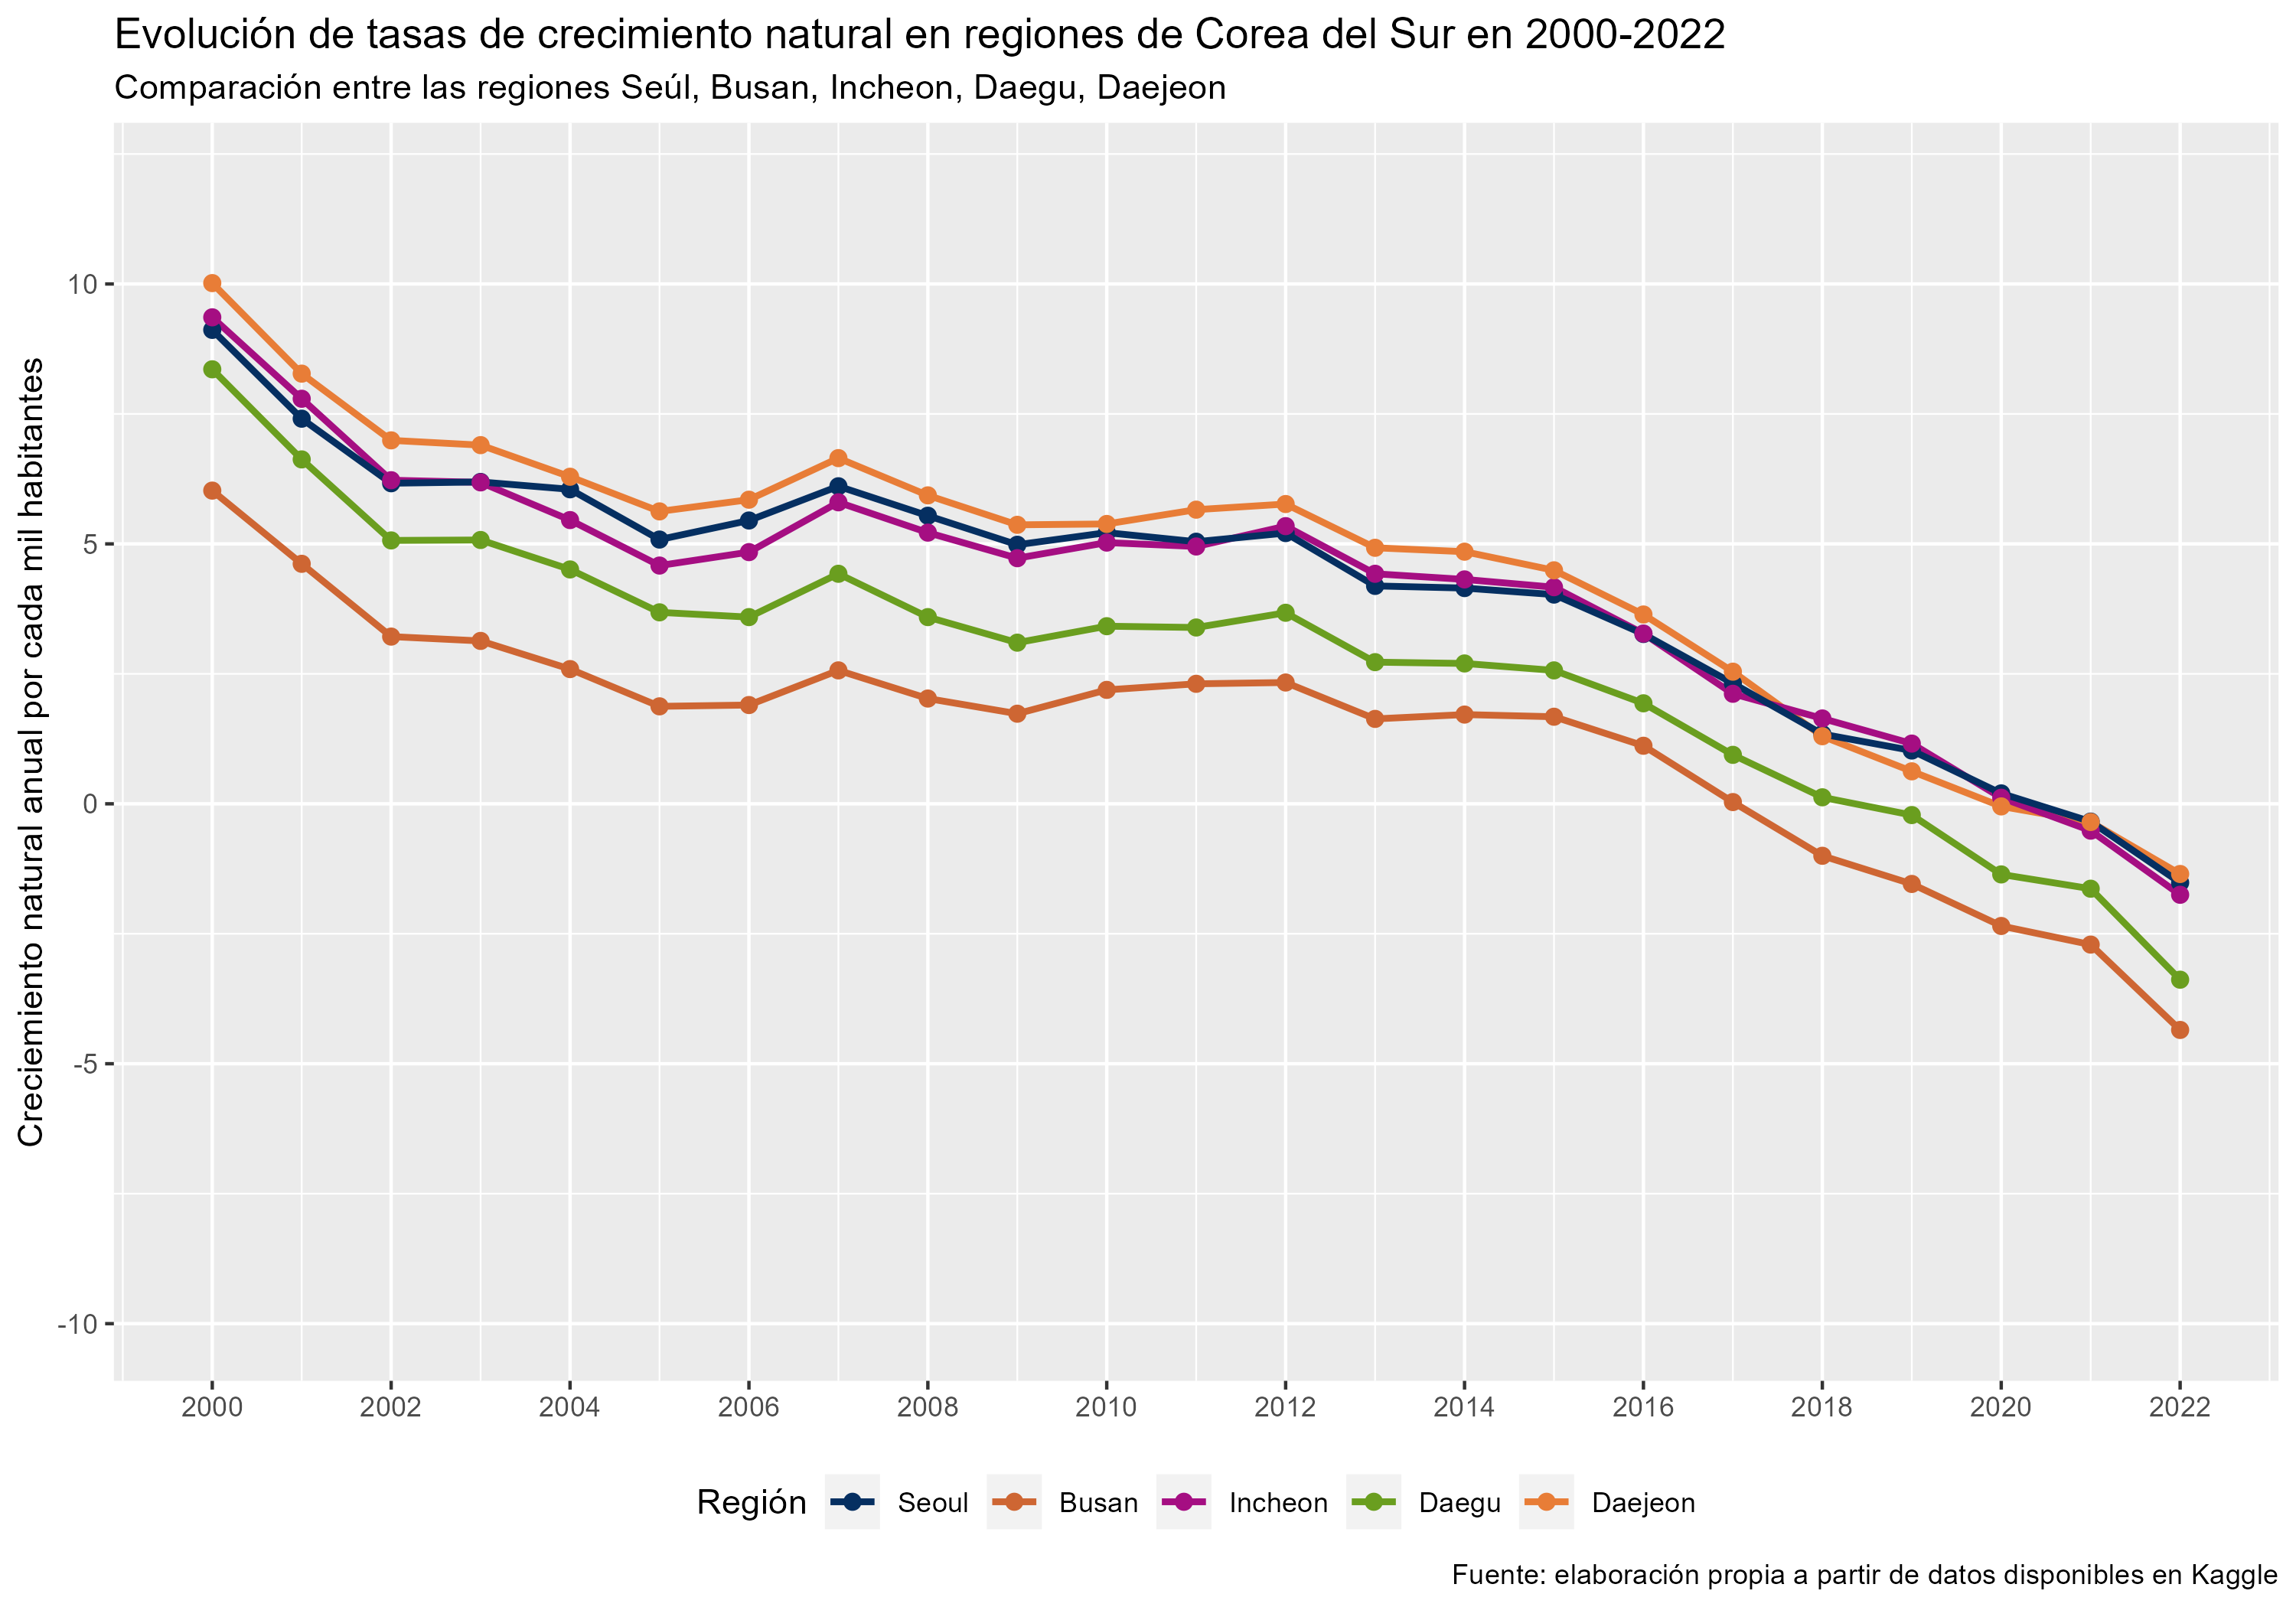 Evolución de tasas de crecimiento natural en regiones de Corea del Sur en 2000-2022
Comparación entre las regiones Seúl, Busan, Incheon, Daegu, Daejeon
Creciemiento natural anual por cada mil habitantes
10
5
0
-5
-10
2000 2002 2004 2006 2008 2010 2012 2014 2016 2018 2020 2022
Región Seoul Busan Incheon Daegu Daejeon
Fuente: elaboración propia a partir de datos disponibles en Kaggle